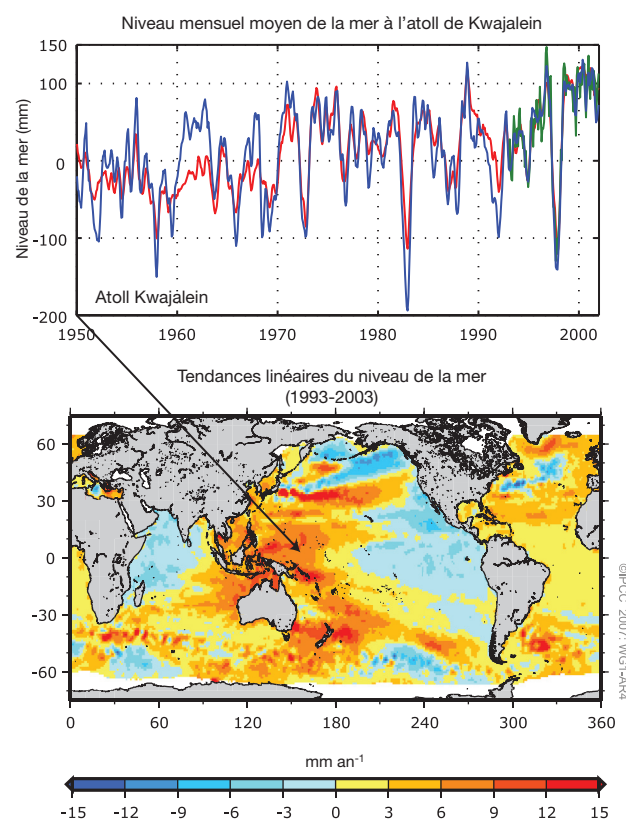 Niveau mensuel moyen de la mer à l'atoll de Kwajalein
150
100
0
-100
-200
Niveau de la mer (mm)
Atoll Kwajalein
1950 1960 1970 1980 1990 2000
Tendances linéaires du niveau de la mer
(1993-2003)
60
30
0
-30
-60
0 60 120 180 240 300 360
©IPCC 2007: WG1-AR4
mm an-1
-15 -12 -9 -6 -3 0 3 6 9 12 15